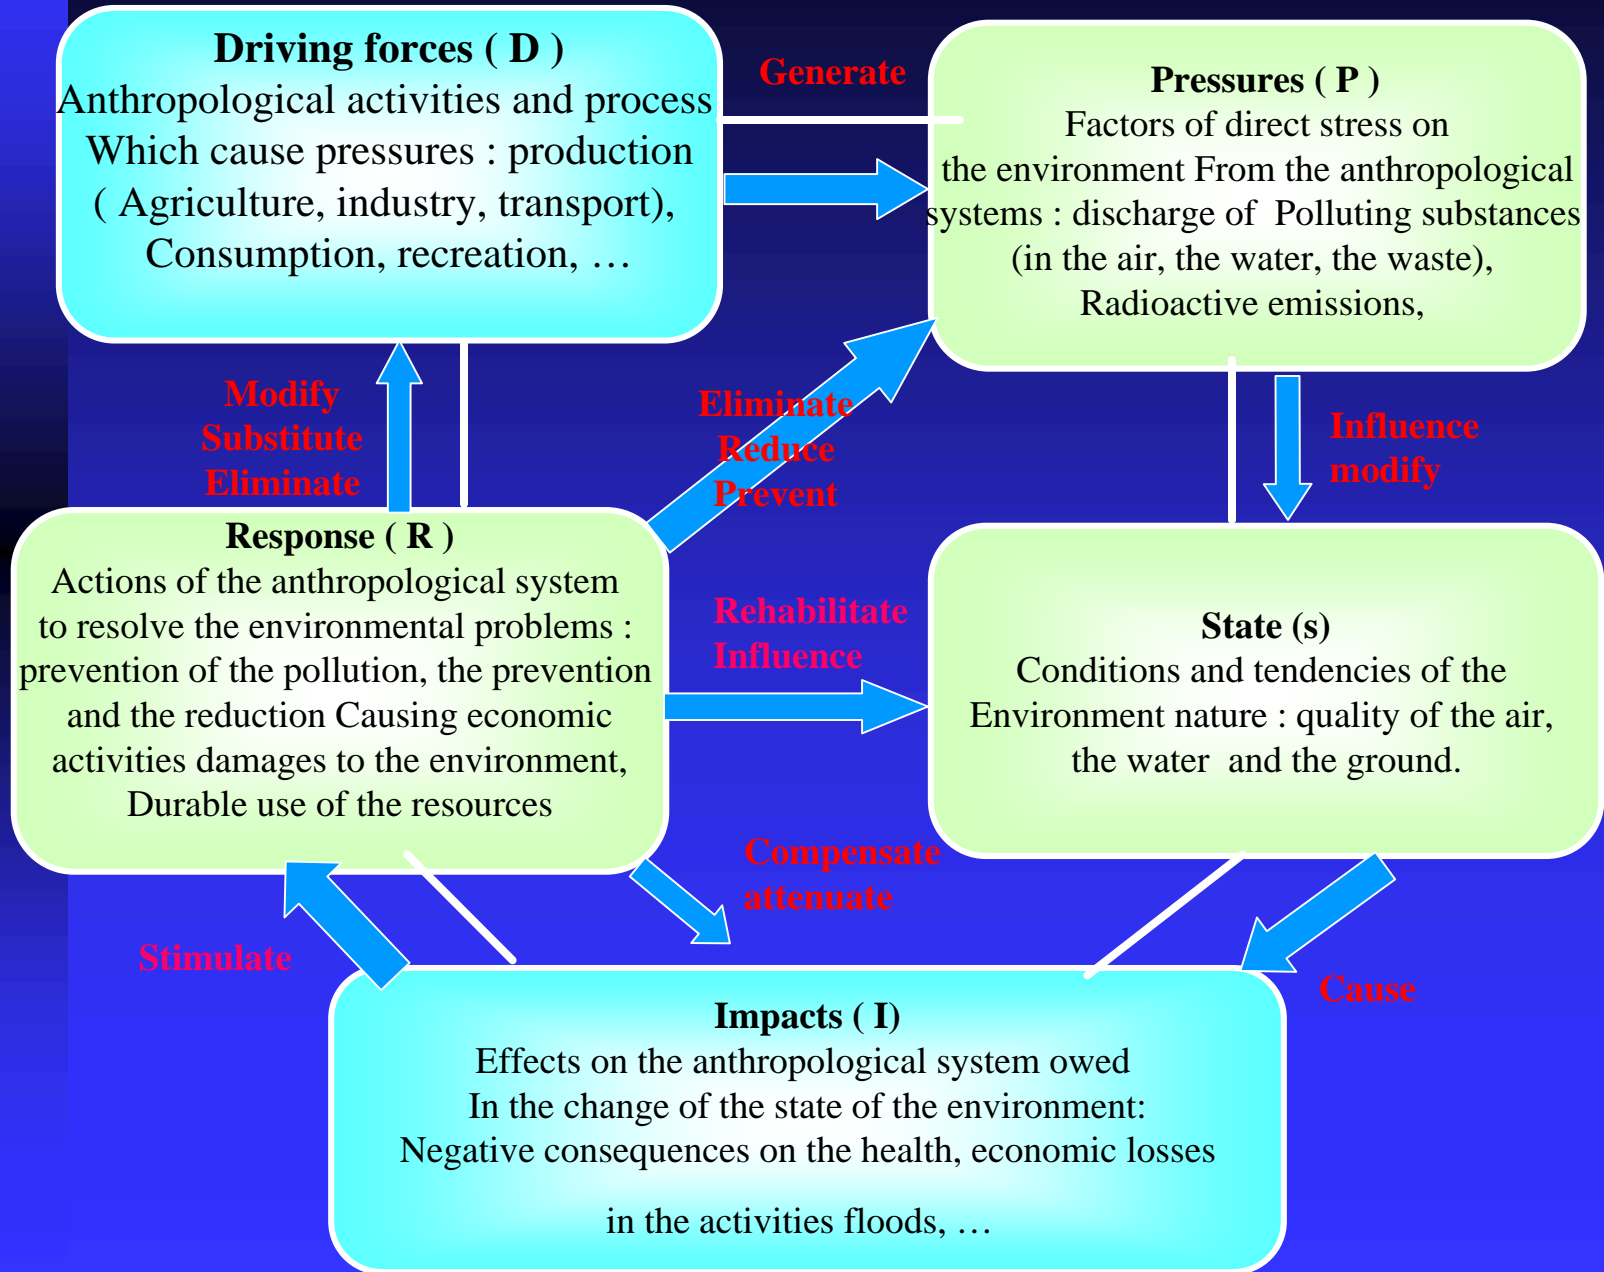 Driving forces ( D )
Anthropological activities and process
Which cause pressures : production
( Agriculture, industry, transport),
Consumption, recreation, …
Generate
Pressures ( P )
Factors of direct stress on
the environment From the anthropological
systems : discharge of Polluting substances
(in the air, the water, the waste),
Radioactive emissions,
Modify
Substitute
Eliminate
Eliminate
Reduce
Prevent
Influence
modify
Response ( R )
Actions of the anthropological system
to resolve the environmental problems :
prevention of the pollution, the prevention
and the reduction Causing economic
activities damages to the environment,
Durable use of the resources
Rehabilitate
Influence
State (s)
Conditions and tendencies of the
Environment nature : quality of the air,
the water and the ground.
Compensate
attenuate
Stimulate
Cause
Impacts ( I)
Effects on the anthropological system owed
In the change of the state of the environment:
Negative consequences on the health, economic losses
in the activities floods, …